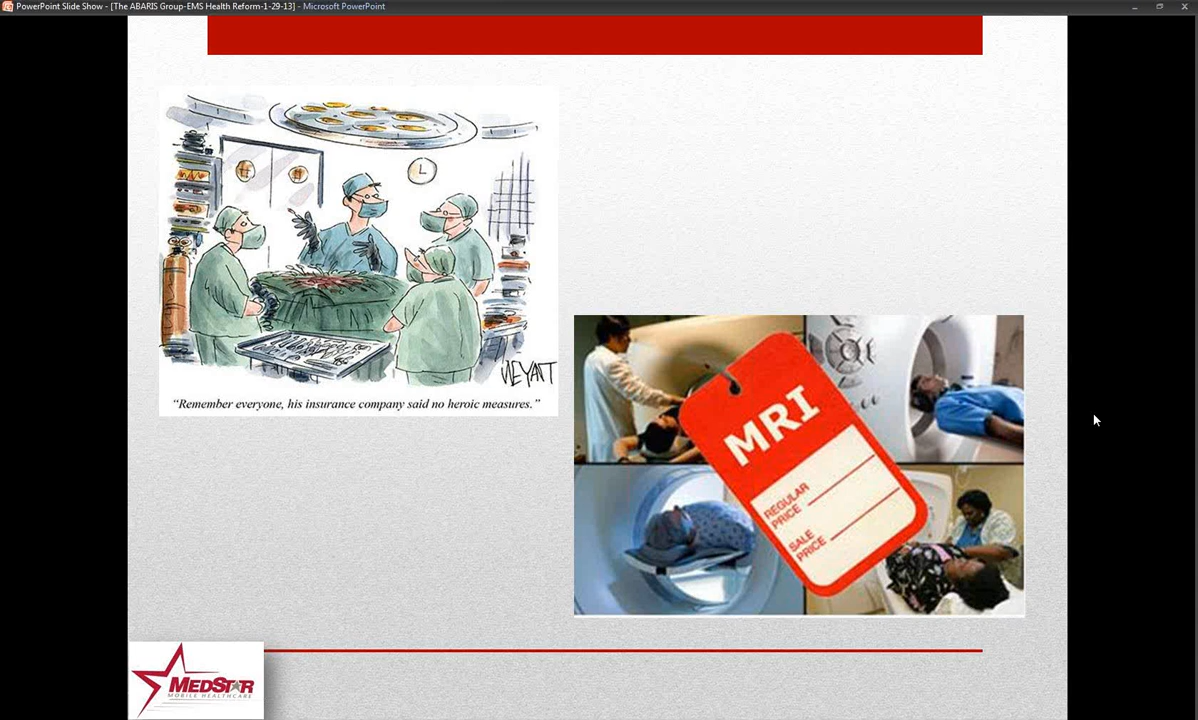 PowerPoint Slide Show - [The ABARIS Group-EMS Health Reform-1-29-13] - Microsoft PowerPoint
VEYATT
“Remember everyone, his insurance company said no heroic measures.”
MRI
REGULAR
PRICE
SALE
PRICE
MEDSTAR
MOBILE HEALTHCARE